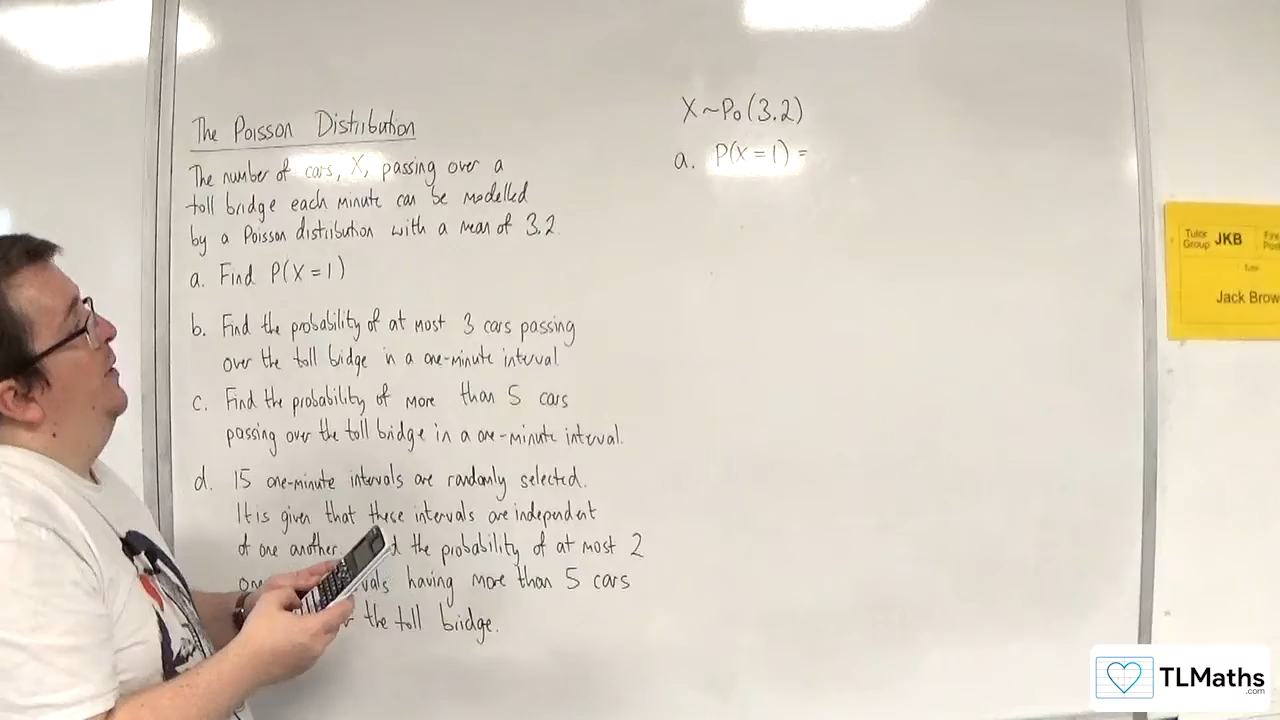 The Poisson Distribution
The number of cars, X, passing over a
toll bridge each minute can be modelled
by a Poisson distribution with a mean of 3.2.
a. Find P(X = 1)
b. Find the probability of at most 3 cars passing
over the toll bridge in a one-minute interval
c. Find the probability of more than 5 cars
passing over the toll bridge in a one-minute interval.
d. 15 one-minute intervals are randomly selected.
It is given that these intervals are independent
of one another. the probability of at most 2
having more than 5 cars
the toll bridge.
X~Po(3.2)
a. P(X = 1) =
Tutor Group JKB
Jack Brow
TLMaths
.com